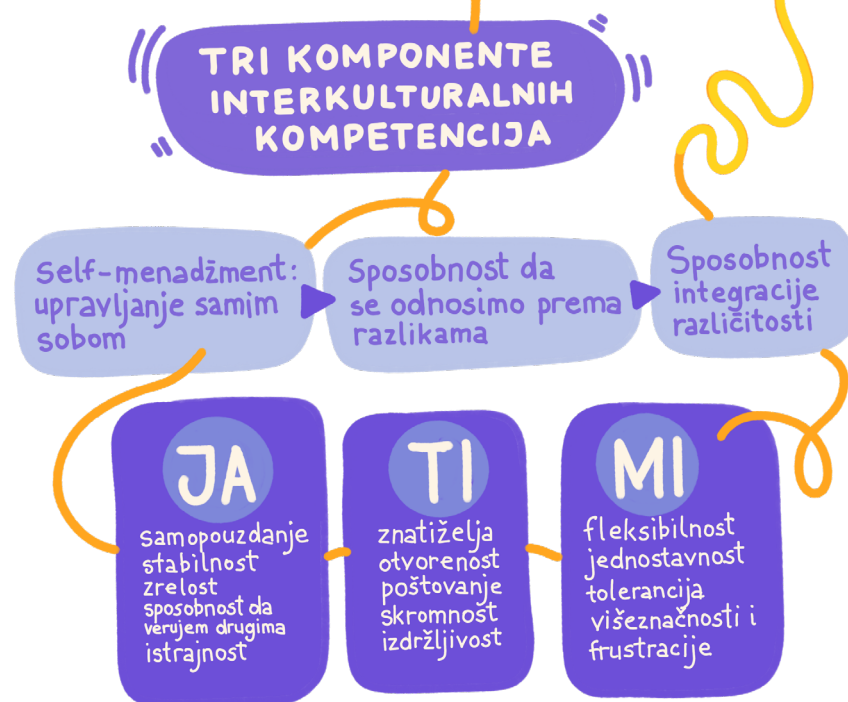 TRI KOMPONENTE
INTERKULTURALNIH
KOMPETENCIJA
Self-menadžment:
upravljanje samim
sobom
Sposobnost da
se odnosimo prema
razlikama
Sposobnost
integracije
različitosti
JA
samopouzdanje
stabilnost
zrelost
sposobnost da
verujem drugima
istrajnost
TI
znatiželja
otvorenost
poštovanje
skromnost
izdržljivost
MI
fleksibilnost
jednostavnost
tolerancija
višeznačnosti i
frustracije